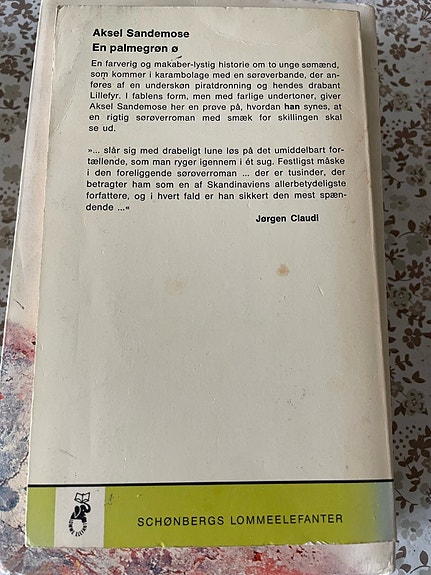 Aksel Sandemose
En palmegrøn ø
En farverig og makaber-lystig historie om to unge sømænd,
som kommer i karambolage med en sørøverbande, der an-
føres af en underskøn piratdronning og hendes drabant
Lillefyr. I fablens form, men med farlige undertoner, giver
Aksel Sandemose her en prøve på, hvordan han synes, at
en rigtig sørøverroman med smæk for skillingen skal
se ud.
»... slår sig med drabeligt lune løs på det umiddelbart for-
tællende, som man ryger igennem i ét sug. Festligst måske
i den foreliggende sørøverroman ... der er tusinder, der
betragter ham som en af Skandinaviens allerbetydeligste
forfattere, og i hvert fald er han sikkert den mest spæn-
dende ...«
Jørgen Claudi
SCHØNBERGS LOMMEELEFANTER